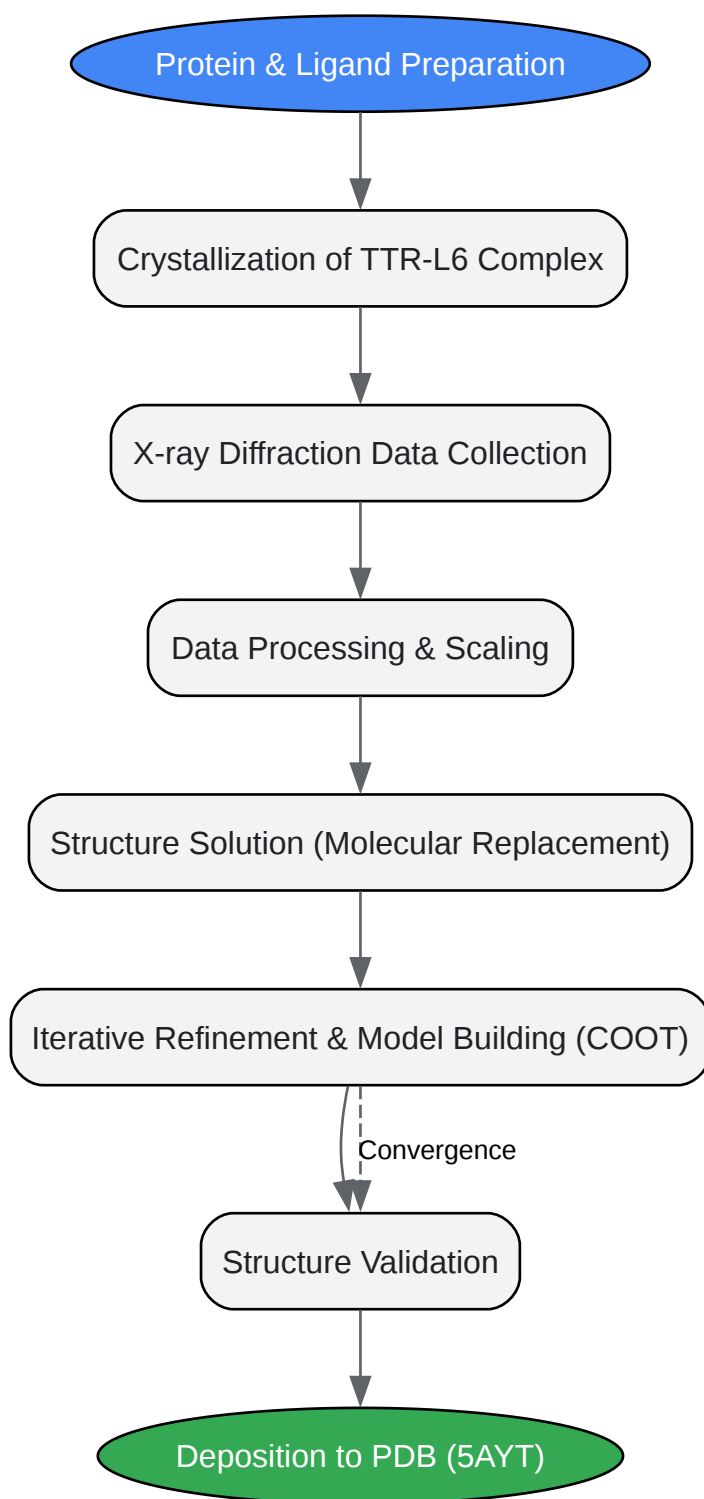 Protein & Ligand Preparation
Crystallization of TTR-L6 Complex
X-ray Diffraction Data Collection
Data Processing & Scaling
Structure Solution (Molecular Replacement)
Iterative Refinement & Model Building (COOT)
Convergence
Structure Validation
Deposition to PDB (5AYT)